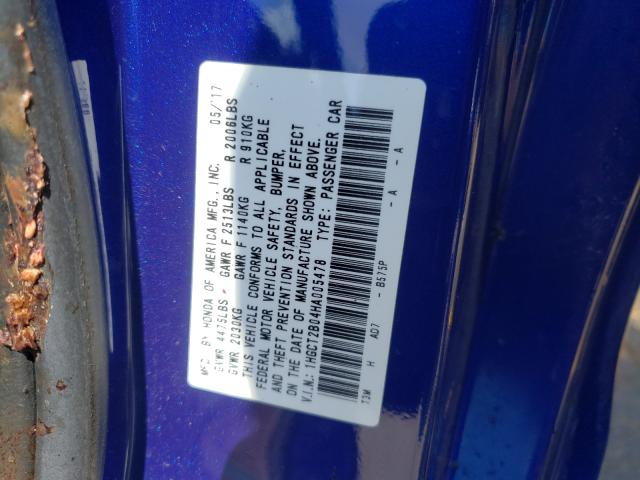 MFD. BY HONDA OF AMERICA MFG., INC. 05/'17
GVWR 4475LBS GAWR F 2513LBS R 2006LBS
GVWR 2030KG GAWR F 1140KG R 910KG
THIS VEHICLE CONFORMS TO ALL APPLICABLE
FEDERAL MOTOR VEHICLE SAFETY, BUMPER,
AND THEFT PREVENTION STANDARDS IN EFFECT
ON THE DATE OF MANUFACTURE SHOWN ABOVE.
V.I.N.: 1HGCT2B04HA005478 TYPE: PASSENGER CAR
T3M H AD7 - B575P - A - A